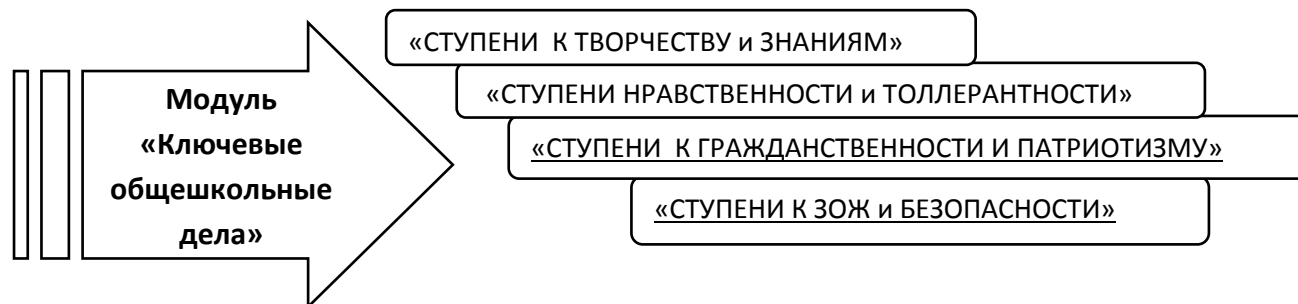 Модуль
«Ключевые
общешкольные
дела»
«СТУПЕНИ К ТВОРЧЕСТВУ и ЗНАНИЯМ»
«СТУПЕНИ НРАВСТВЕННОСТИ и ТОЛЛЕРАНТНОСТИ»
«СТУПЕНИ К ГРАЖДАНСТВЕННОСТИ И ПАТРИОТИЗМУ»
«СТУПЕНИ К ЗОЖ и БЕЗОПАСНОСТИ»